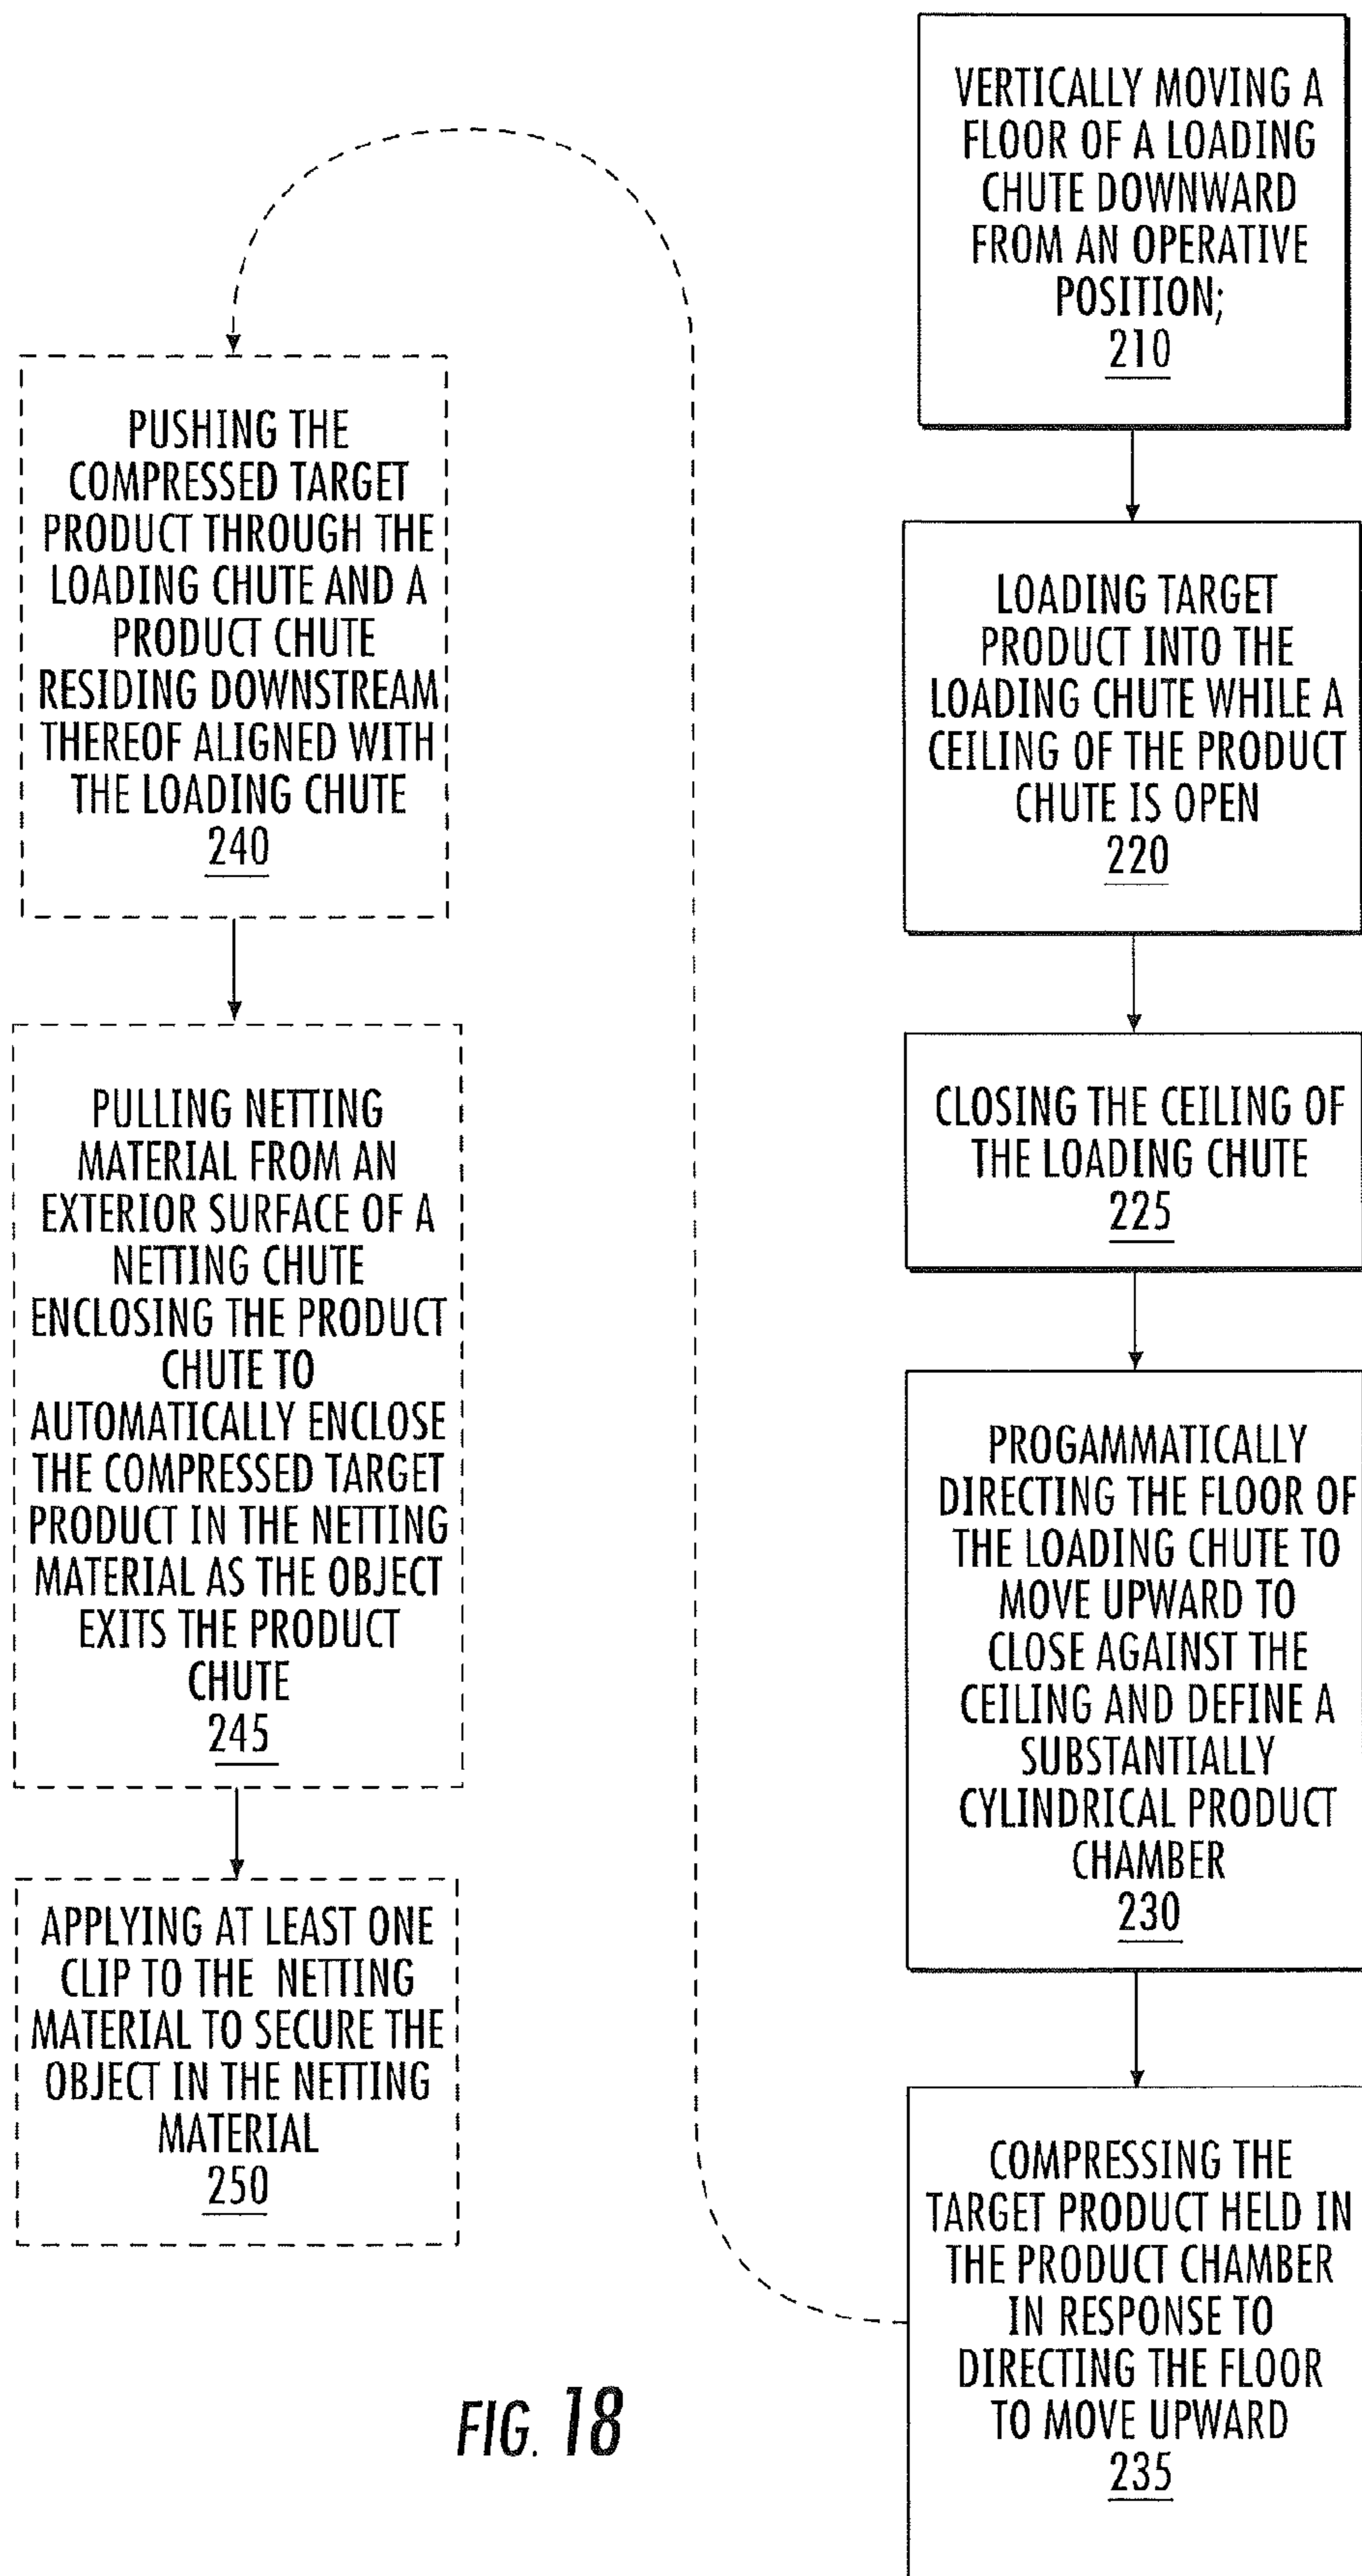 VERTICALLY MOVING A
FLOOR OF A LOADING
CHUTE DOWNWARD
FROM AN OPERATIVE
POSITION;
210
LOADING TARGET
PRODUCT INTO THE
LOADING CHUTE WHILE A
CEILING OF THE PRODUCT
CHUTE IS OPEN
220
CLOSING THE CEILING OF
THE LOADING CHUTE
225
PROGAMMATICALLY
DIRECTING THE FLOOR OF
THE LOADING CHUTE TO
MOVE UPWARD TO
CLOSE AGAINST THE
CEILING AND DEFINE A
SUBSTANTIALLY
CYLINDRICAL PRODUCT
CHAMBER
230
COMPRESSING THE
TARGET PRODUCT HELD IN
THE PRODUCT CHAMBER
IN RESPONSE TO
DIRECTING THE FLOOR
TO MOVE UPWARD
235
PUSHING THE
COMPRESSED TARGET
PRODUCT THROUGH THE
LOADING CHUTE AND A
PRODUCT CHUTE
RESIDING DOWNSTREAM
THEREOF ALIGNED WITH
THE LOADING CHUTE
240
PULLING NETTING
MATERIAL FROM AN
EXTERIOR SURFACE OF A
NETTING CHUTE
ENCLOSING THE PRODUCT
CHUTE TO
AUTOMATICALLY ENCLOSE
THE COMPRESSED TARGET
PRODUCT IN THE NETTING
MATERIAL AS THE OBJECT
EXITS THE PRODUCT
CHUTE
245
APPLYING AT LEAST ONE
CLIP TO THE NETTING
MATERIAL TO SECURE THE
OBJECT IN THE NETTING
MATERIAL
250
FIG. 18